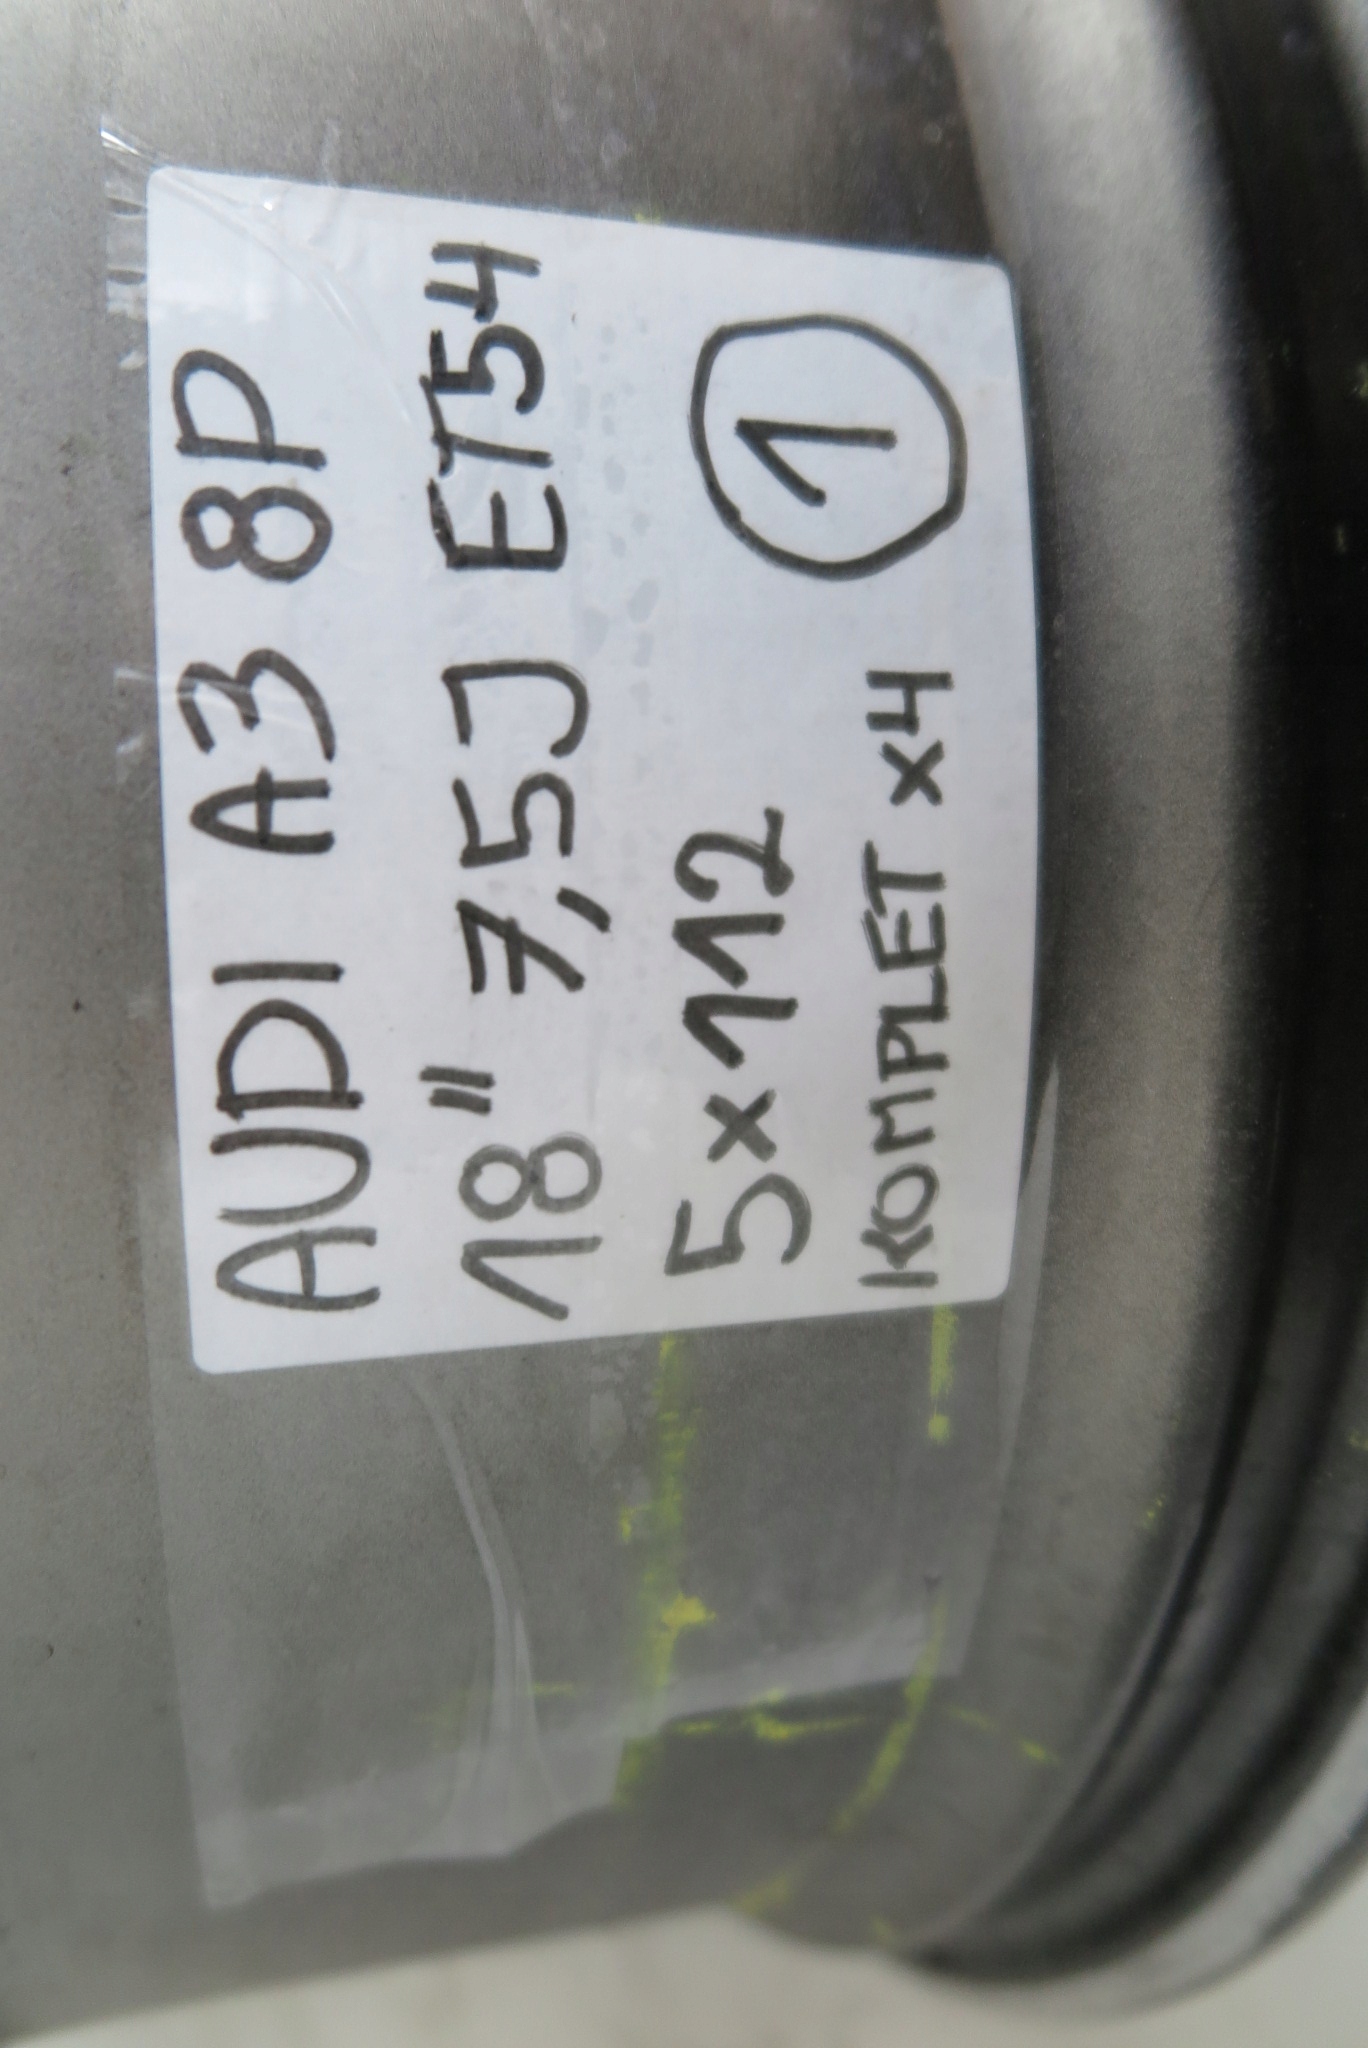 AUDI A3 8P
18" 7,5J ET54
5x112
KOMPLET x4
1